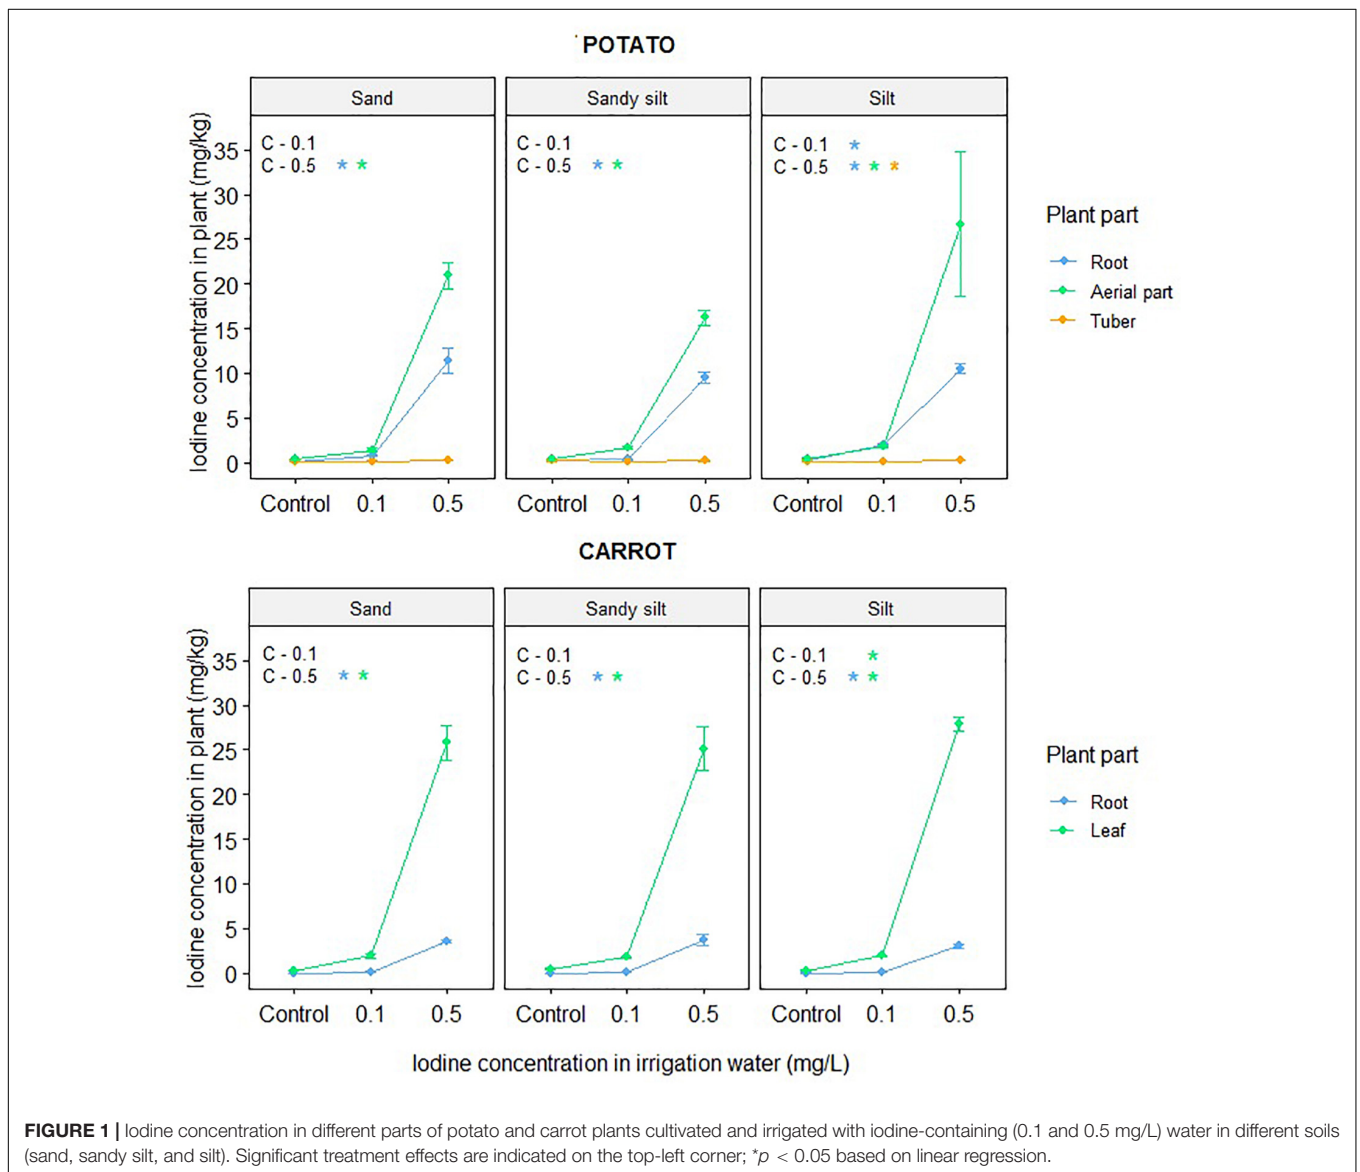 POTATO
Sand Sandy silt Silt
Iodine concentration in plant (mg/kg)
35
30
25
20
15
10
5
0
C - 0.1
C - 0.5 * *
C - 0.1
C - 0.5 * *
C - 0.1 *
C - 0.5 * * *
Control 0.1 0.5 Control 0.1 0.5 Control 0.1 0.5
Plant part
Root
Aerial part
Tuber
CARROT
Sand Sandy silt Silt
Iodine concentration in plant (mg/kg)
35
30
25
20
15
10
5
0
C - 0.1
C - 0.5 * *
C - 0.1
C - 0.5 * *
C - 0.1 *
C - 0.5 * *
Control 0.1 0.5 Control 0.1 0.5 Control 0.1 0.5
Plant part
Root
Leaf
Iodine concentration in irrigation water (mg/L)
FIGURE 1 | Iodine concentration in different parts of potato and carrot plants cultivated and irrigated with iodine-containing (0.1 and 0.5 mg/L) water in different soils
(sand, sandy silt, and silt). Significant treatment effects are indicated on the top-left corner; *p < 0.05 based on linear regression.